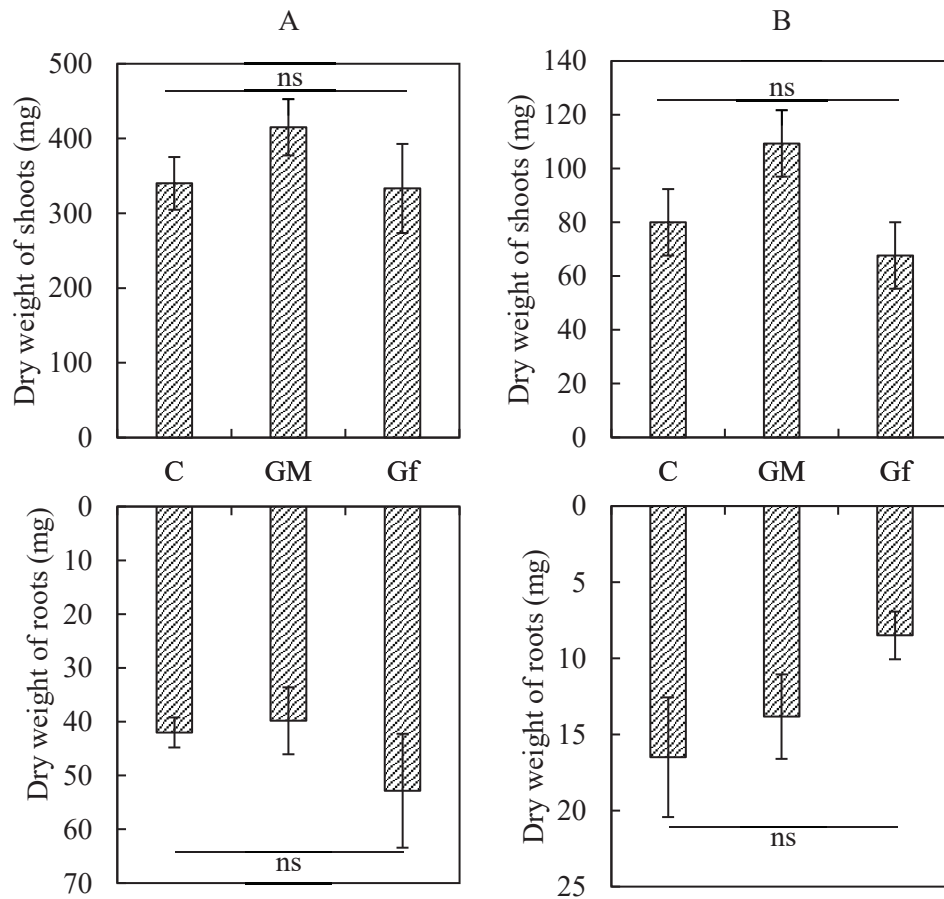 A
Dry weight of shoots (mg)
500
400
300
200
100
0
ns
C GM Gf
Dry weight of roots (mg)
0
10
20
30
40
50
60
70
ns
B
Dry weight of shoots (mg)
140
120
100
80
60
40
20
0
ns
C GM Gf
Dry weight of roots (mg)
0
5
10
15
20
25
ns